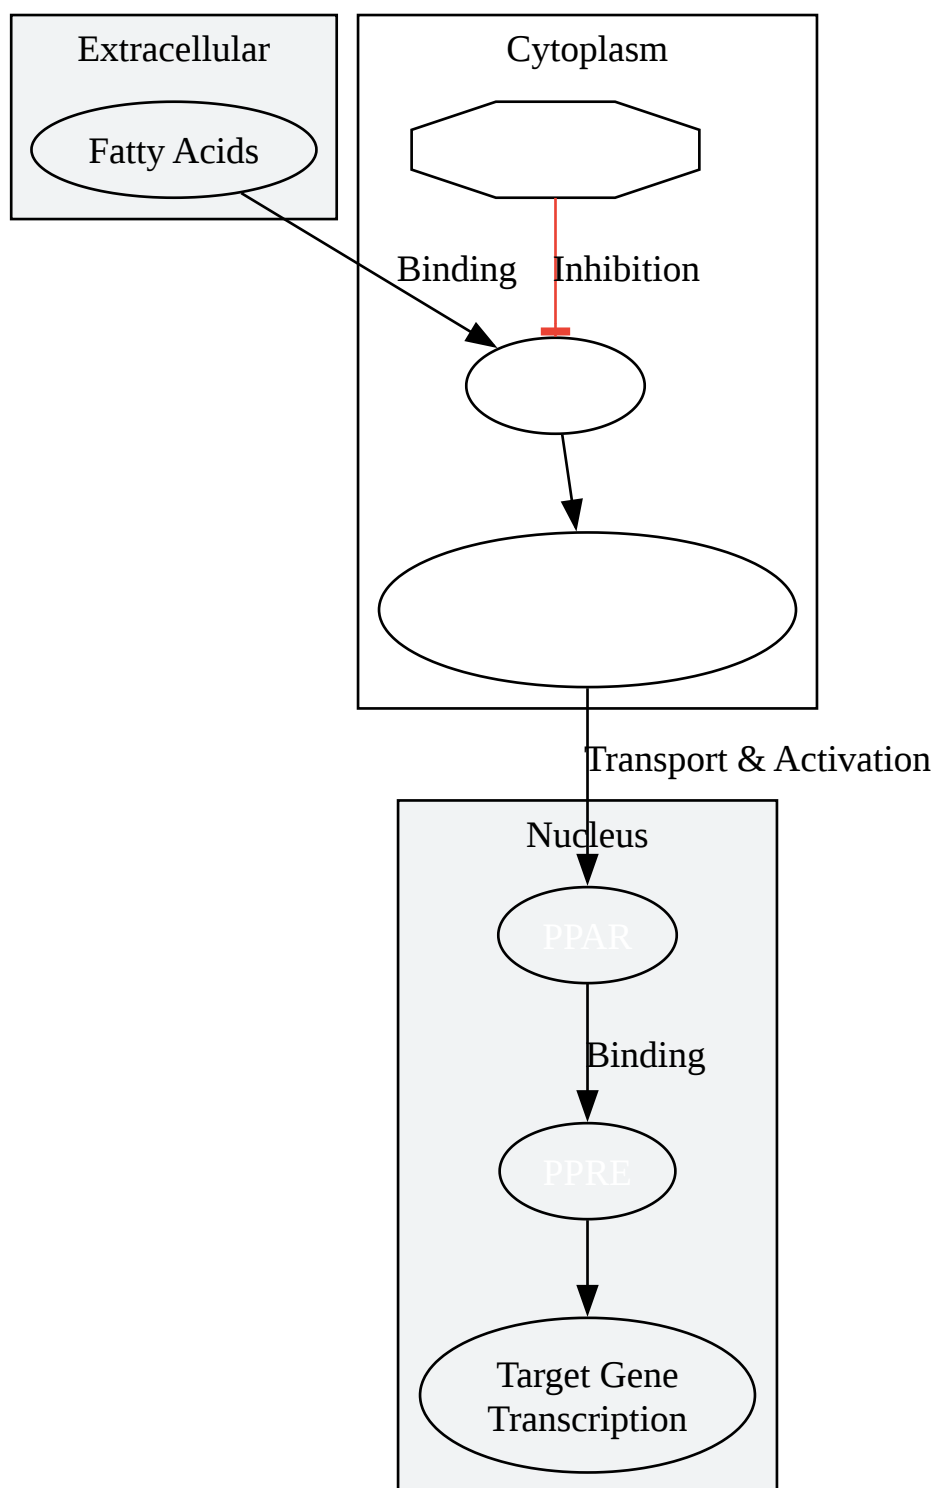 Extracellular
Cytoplasm
Fatty Acids
Binding
Inhibition
Transport & Activation
Nucleus
PPAR
Binding
PPRE
Target Gene
Transcription